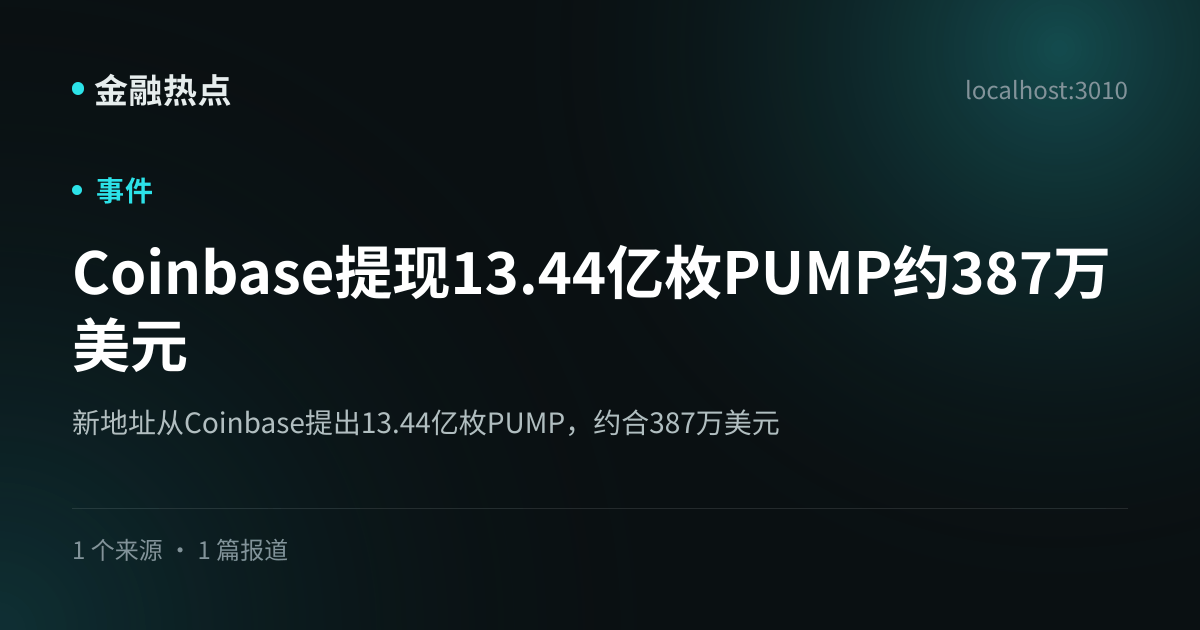 金融热点
localhost:3010
事件
Coinbase提现13.44亿枚PUMP约387万
美元
新地址从Coinbase提出13.44亿枚PUMP，约合387万美元
1 个来源 · 1 篇报道